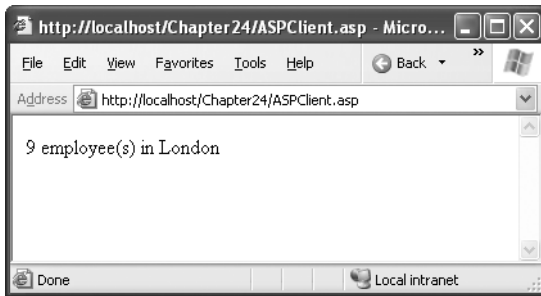 http://localhost/Chapter24/ASPClient.asp - Micro...
File Edit View Favorites Tools Help Back »
Address http://localhost/Chapter24/ASPClient.asp
9 employee(s) in London
Done Local intranet